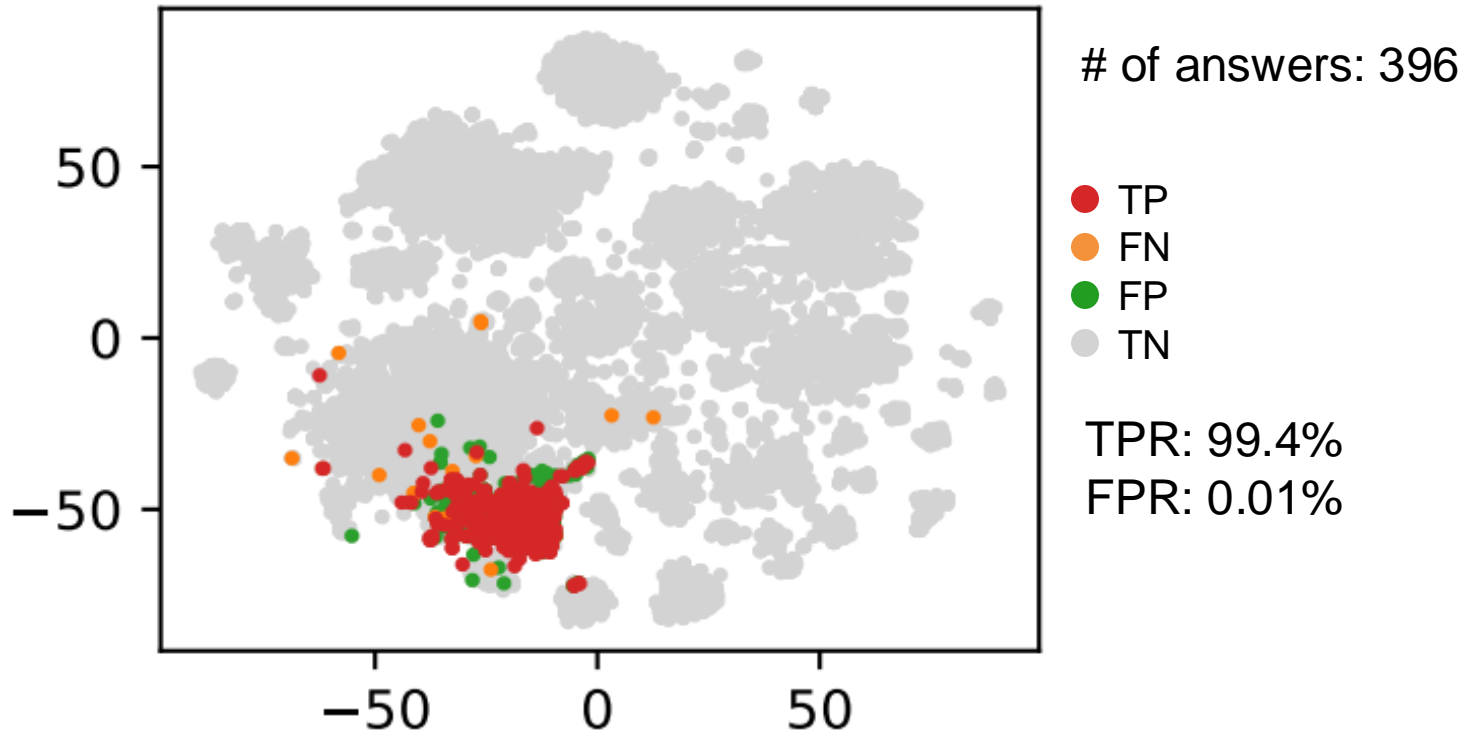 # of answers: 396
50
0
−50
−50
0
50
TP
FN
FP
TN
TPR: 99.4%
FPR: 0.01%